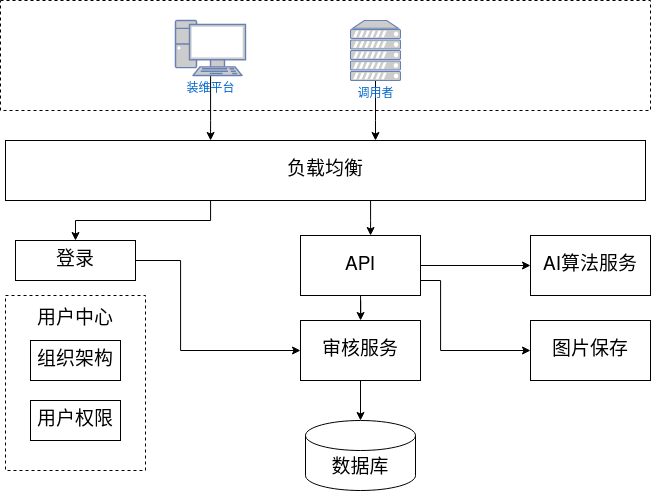 装维平台
调用者
负载均衡
登录
API
AI算法服务
用户中心
组织架构
用户权限
审核服务
图片保存
数据库